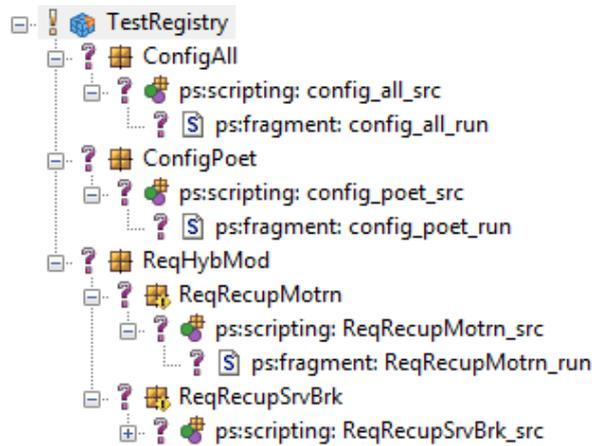 TestRegistry
ConfigAll
ps:scripting: config_all_src
ps:fragment: config_all_run
ConfigPoet
ps:scripting: config_poet_src
ps:fragment: config_poet_run
ReqHybMod
ReqRecupMotrn
ps:scripting: ReqRecupMotrn_src
ps:fragment: ReqRecupMotrn_run
ReqRecupSrvBrk
ps:scripting: ReqRecupSrvBrk_src